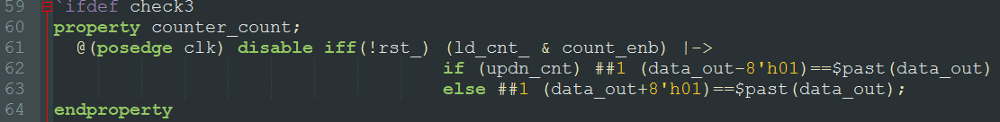 59 `ifdef check3
60 property counter_count;
61 @(posedge clk) disable iff(!rst_) (ld_cnt_ & count_enb) |->
62 if (updn_cnt) ##1 (data_out-8'h01)==$past(data_out)
63 else ##1 (data_out+8'h01)==$past(data_out);
64 endproperty